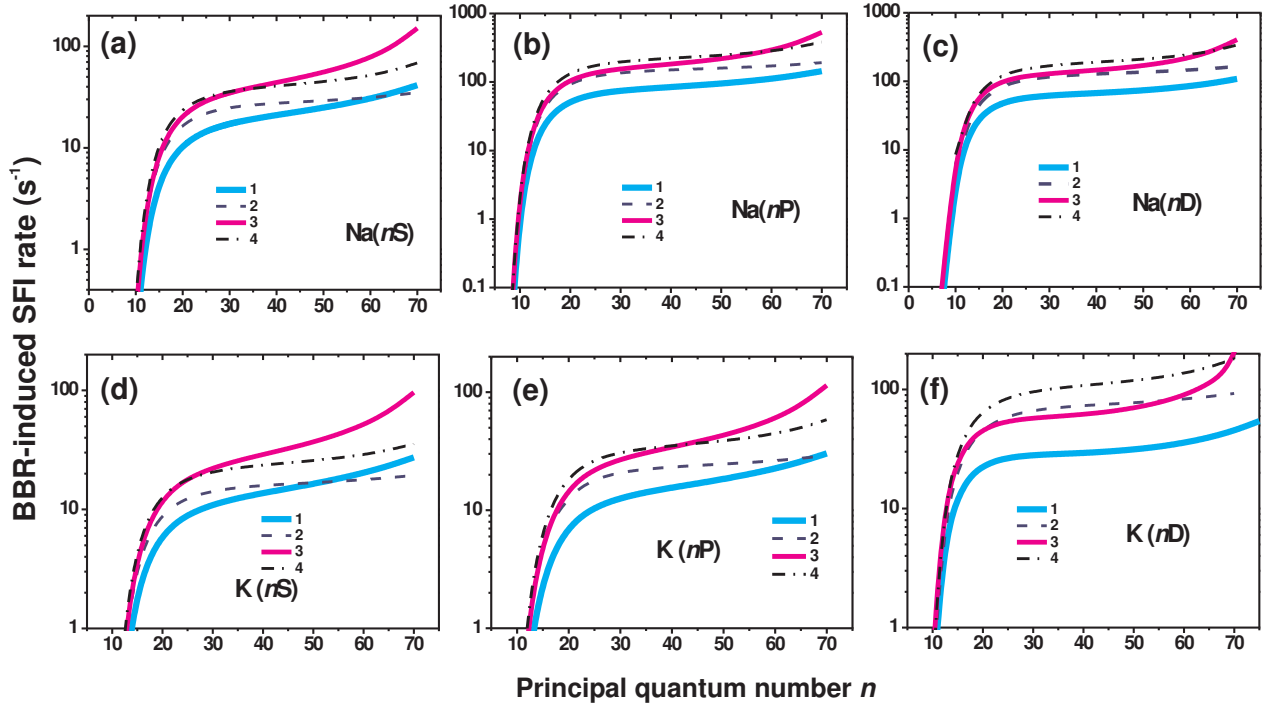 BBR-induced SFI rate (s⁻¹)
(a)
100
10
1
0 10 20 30 40 50 60 70
1
2
3
4
Na(nS)
(b)
1000
100
10
1
0.1
10 20 30 40 50 60 70
1
2
3
4
Na(nP)
(c)
1000
100
10
1
0.1
0 10 20 30 40 50 60 70
1
2
3
4
Na(nD)
(d)
100
10
1
10 20 30 40 50 60 70
1
2
3
4
K (nS)
(e)
100
10
1
10 20 30 40 50 60 70
1
2
3
4
K (nP)
(f)
100
10
1
10 20 30 40 50 60 70
1
2
3
4
K (nD)
Principal quantum number n